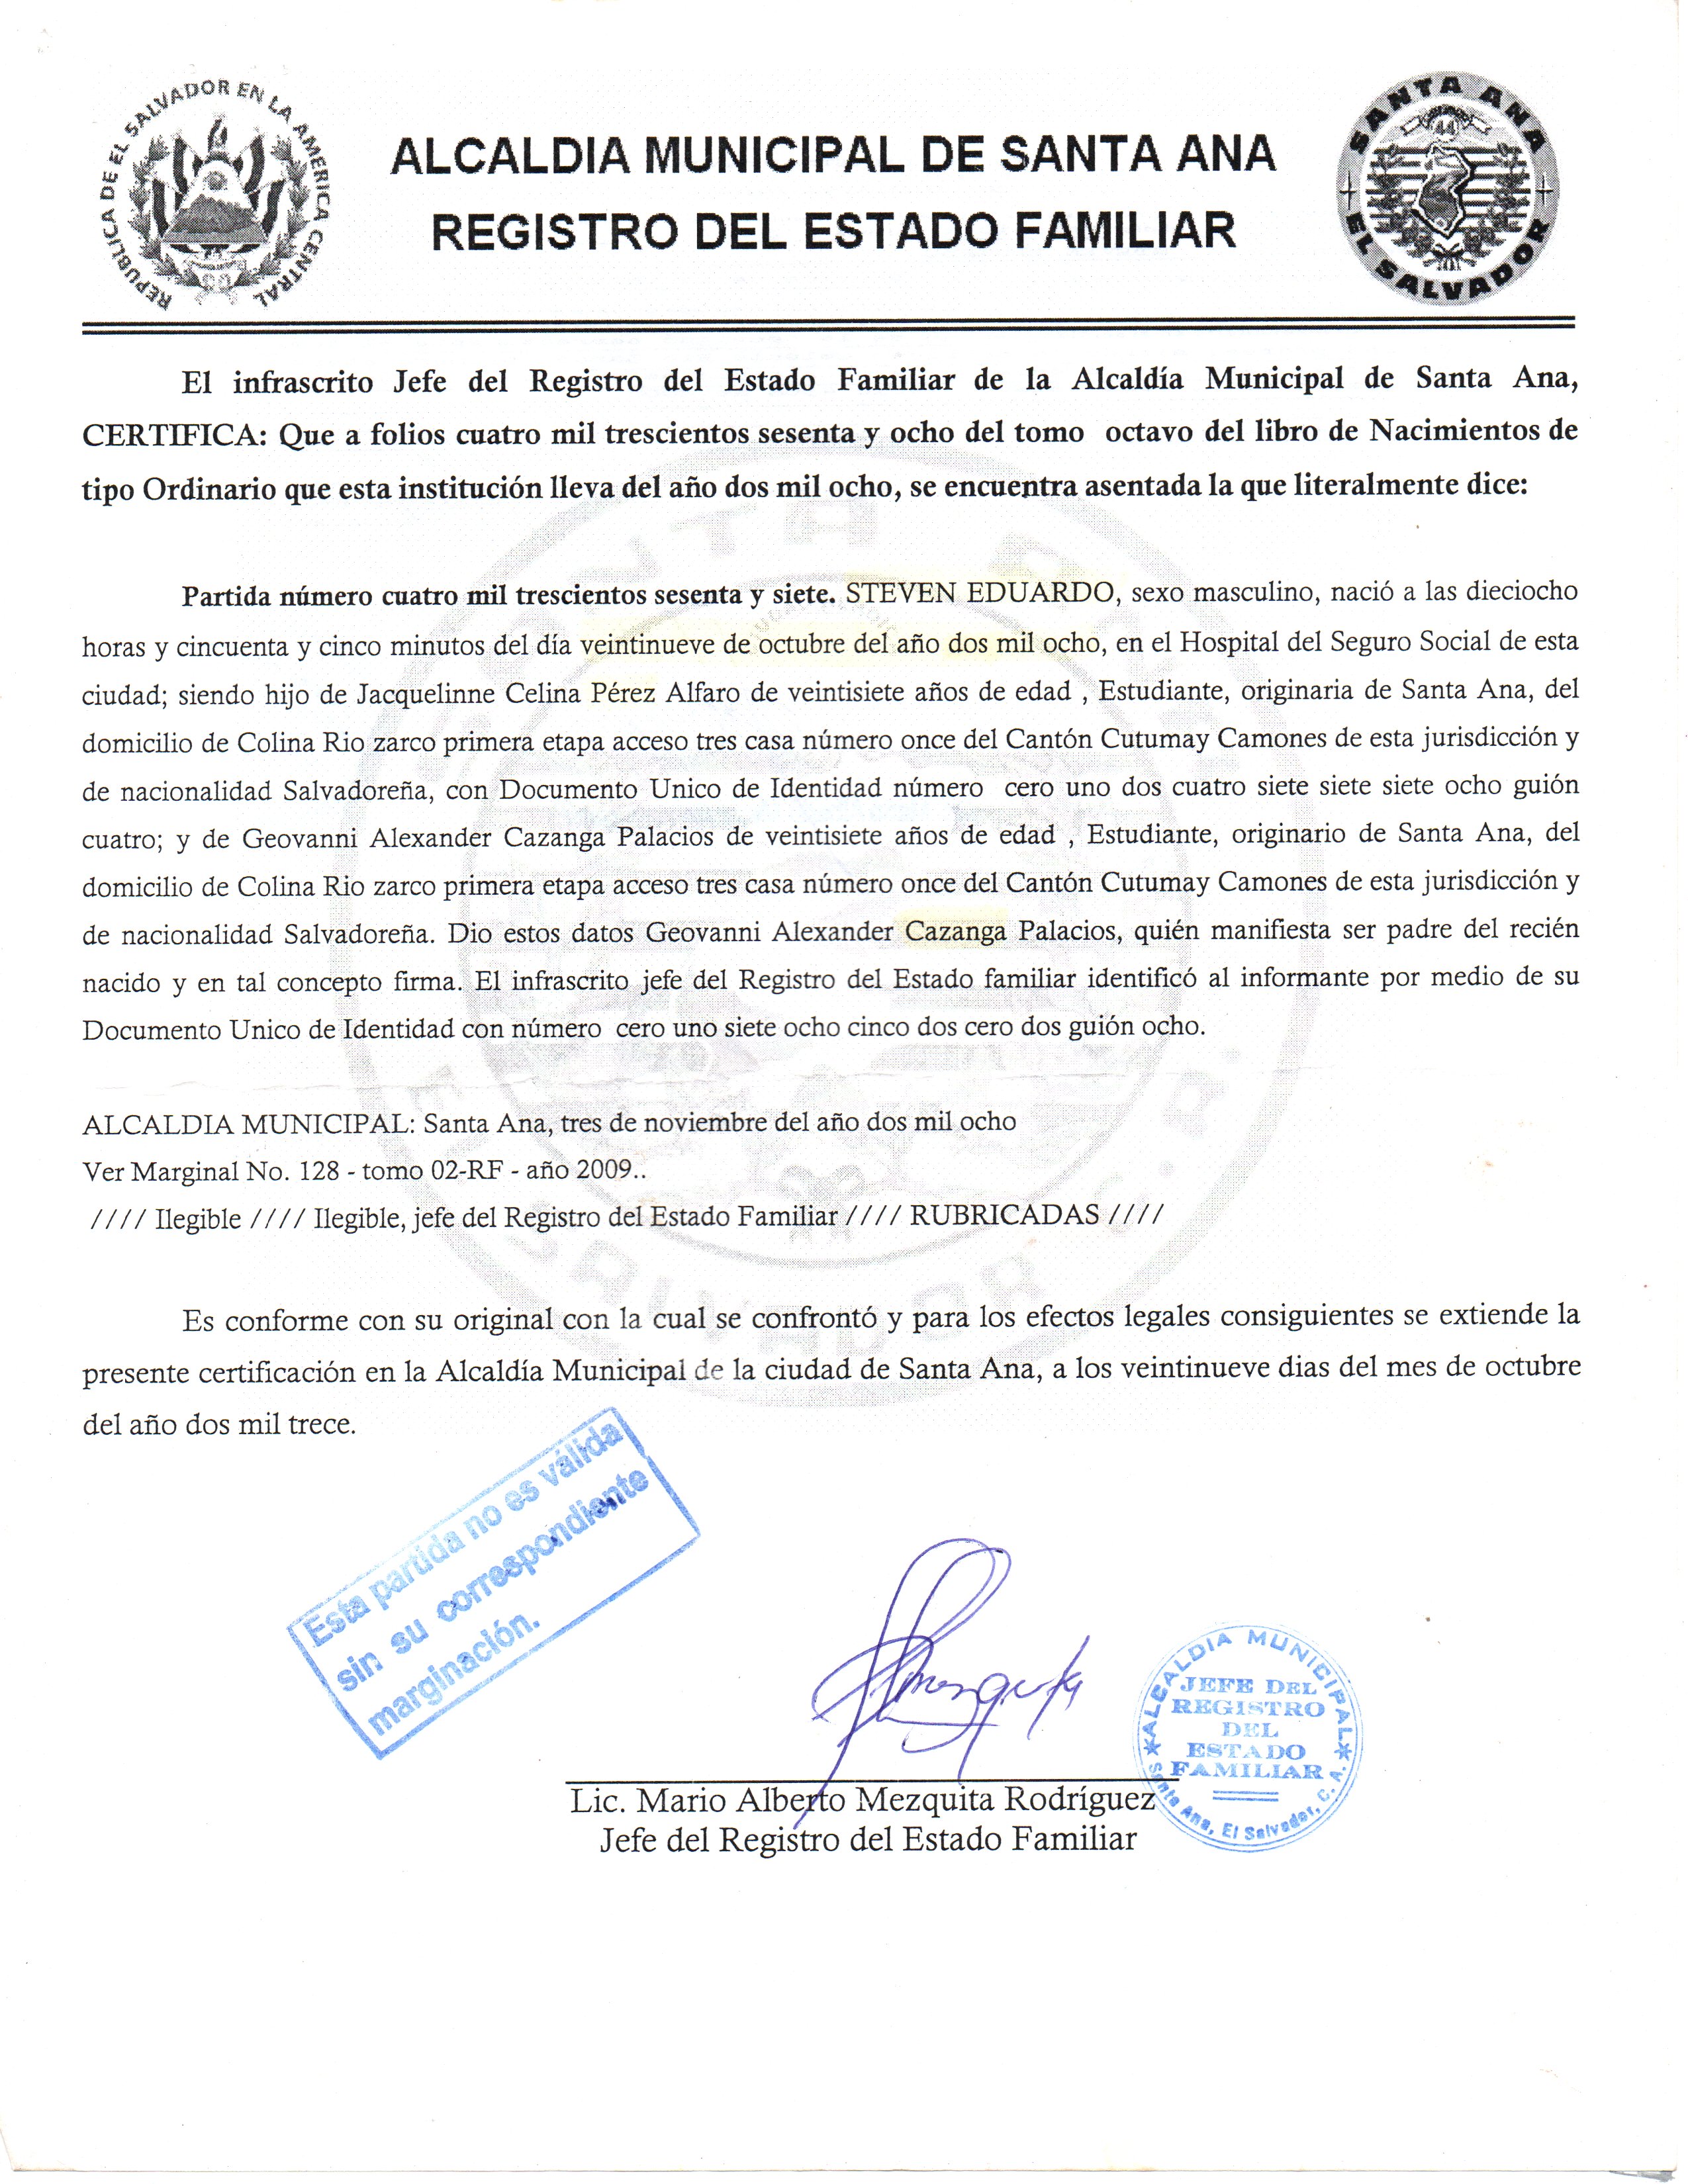 REPUBLICA DE EL SALVADOR EN LA AMERICA CENTRAL
ALCALDIA MUNICIPAL DE SANTA ANA
REGISTRO DEL ESTADO FAMILIAR
SANTA ANA
44
EL SALVADOR
El infrascrito Jefe del Registro del Estado Familiar de la Alcaldía Municipal de Santa Ana,
CERTIFICA: Que a folios cuatro mil trescientos sesenta y ocho del tomo octavo del libro de Nacimientos de
tipo Ordinario que esta institución lleva del año dos mil ocho, se encuentra asentada la que literalmente dice:
Partida número cuatro mil trescientos sesenta y siete. STEVEN EDUARDO, sexo masculino, nació a las dieciocho
horas y cincuenta y cinco minutos del día veintinueve de octubre del año dos mil ocho, en el Hospital del Seguro Social de esta
ciudad; siendo hijo de Jacquelinne Celina Pérez Alfaro de veintisiete años de edad , Estudiante, originaria de Santa Ana, del
domicilio de Colina Rio zarco primera etapa acceso tres casa número once del Cantón Cutumay Camones de esta jurisdicción y
de nacionalidad Salvadoreña, con Documento Unico de Identidad número cero uno dos cuatro siete siete siete ocho guión
cuatro; y de Geovanni Alexander Cazanga Palacios de veintisiete años de edad , Estudiante, originario de Santa Ana, del
domicilio de Colina Rio zarco primera etapa acceso tres casa número once del Cantón Cutumay Camones de esta jurisdicción y
de nacionalidad Salvadoreña. Dio estos datos Geovanni Alexander Cazanga Palacios, quién manifiesta ser padre del recién
nacido y en tal concepto firma. El infrascrito jefe del Registro del Estado familiar identificó al informante por medio de su
Documento Unico de Identidad con número cero uno siete ocho cinco dos cero dos guión ocho.
ALCALDIA MUNICIPAL: Santa Ana, tres de noviembre del año dos mil ocho
Ver Marginal No. 128 - tomo 02-RF - año 2009..
//// Ilegible //// Ilegible, jefe del Registro del Estado Familiar //// RUBRICADAS ////
Es conforme con su original con la cual se confrontó y para los efectos legales consiguientes se extiende la
presente certificación en la Alcaldía Municipal de la ciudad de Santa Ana, a los veintinueve dias del mes de octubre
del año dos mil trece.
Esta partida no es válida
sin su correspondiente
marginación.
ALCALDIA MUNICIPAL
JEFE DEL
REGISTRO
DEL
ESTADO
FAMILIAR
Santa Ana, El Salvador, C. A.
Lic. Mario Alberto Mezquita Rodríguez
Jefe del Registro del Estado Familiar